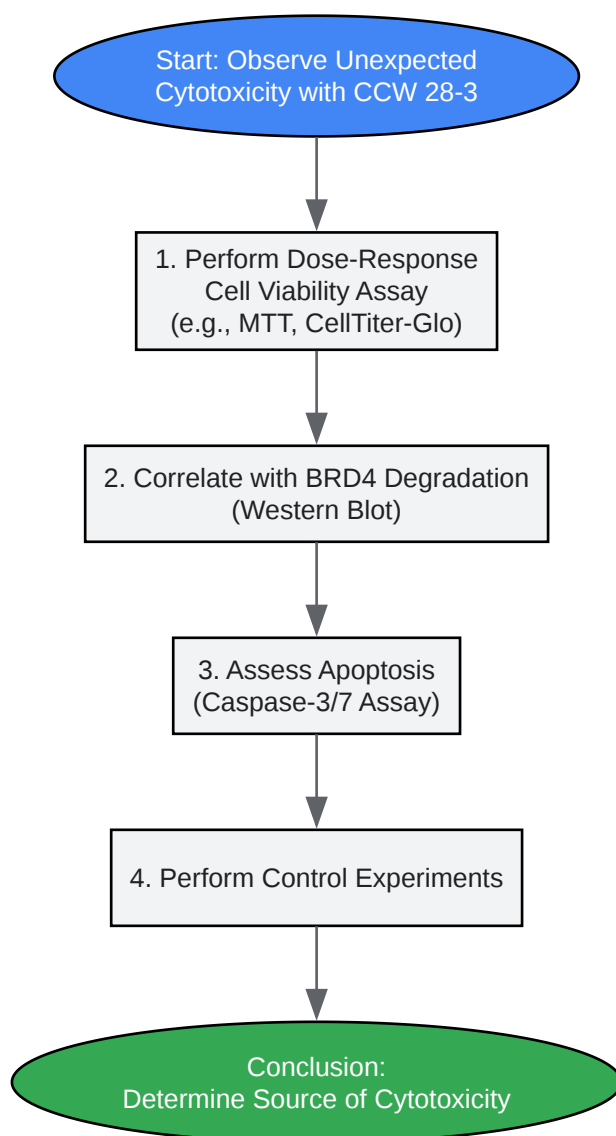 Start: Observe Unexpected
Cytotoxicity with CCW 28-3
1. Perform Dose-Response
Cell Viability Assay
(e.g., MTT, CellTiter-Glo)
2. Correlate with BRD4 Degradation
(Western Blot)
3. Assess Apoptosis
(Caspase-3/7 Assay)
4. Perform Control Experiments
Conclusion:
Determine Source of Cytotoxicity